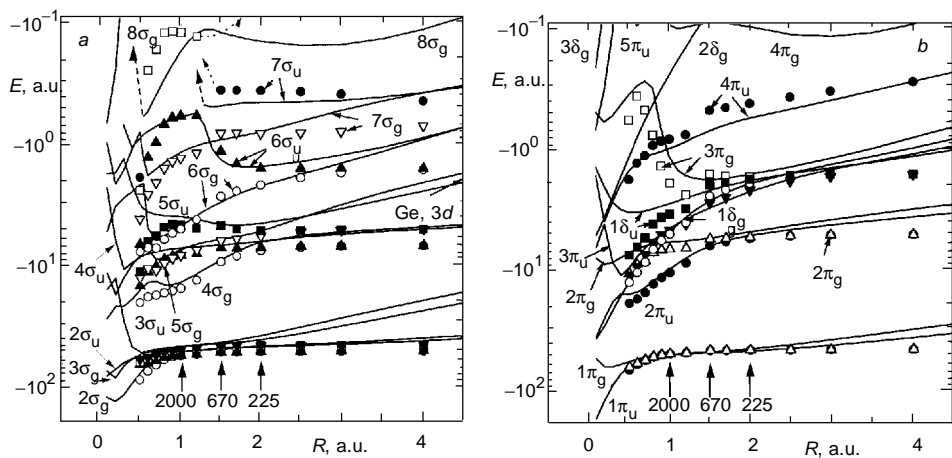 −10⁻¹
a
8σg
8σg
E, a.u.
7σu
−10⁰
7σg
6σu
6σg
5σu
Ge, 3d
4σu
−10¹
4σg
3σu
5σg
2σu
3σg
2σg
−10²
2000
670
225
0
1
2
3
4
R, a.u.
−10⁻¹
3δg
5πu
2δg
4πg
b
E, a.u.
4πu
−10⁰
3πg
1δu
1δg
3πu
−10¹
2πg
2πg
2πu
1πg
1πu
−10²
2000
670
225
0
1
2
3
4
R, a.u.